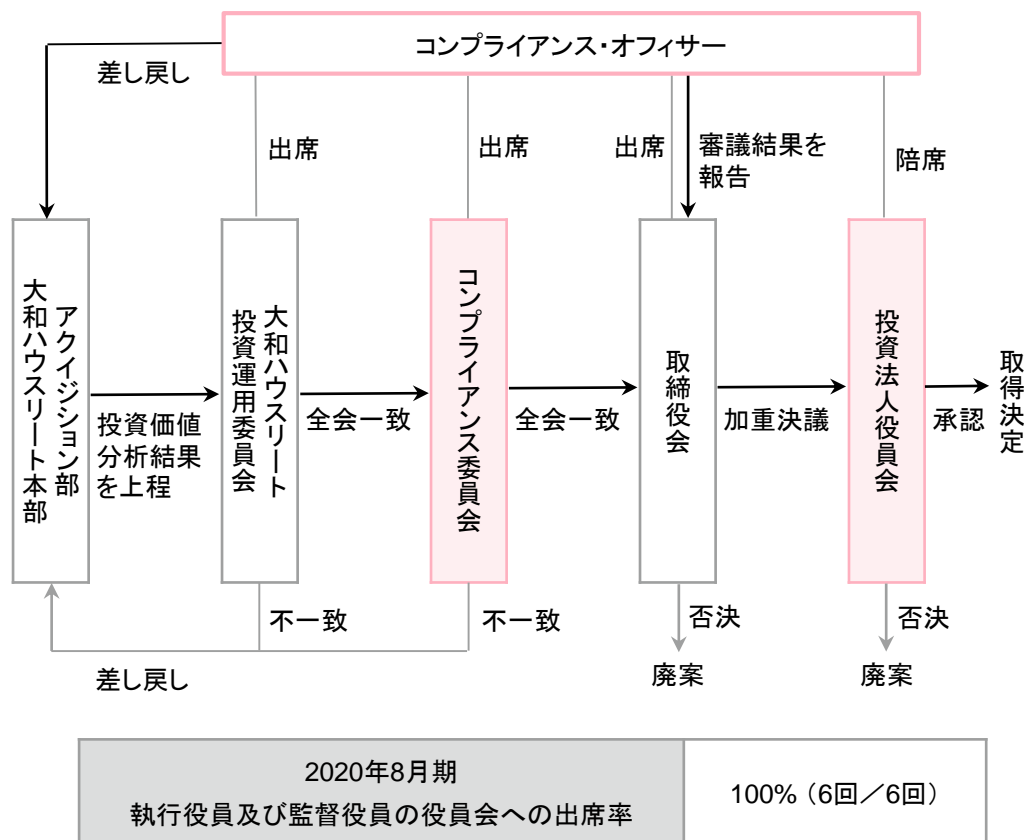 コンプライアンス・オフィサー
差し戻し
出席
出席
出席
審議結果を
報告
陪席
大和ハウスリート本部
アクイジション部
投資価値
分析結果
を上程
大和ハウスリート
投資運用委員会
全会一致
コンプライアンス委員会
全会一致
取締役会
加重決議
投資法人役員会
承認
取得決定
不一致
不一致
否決
否決
差し戻し
廃案
廃案
2020年8月期
執行役員及び監督役員の役員会への出席率
100%（6回／6回）